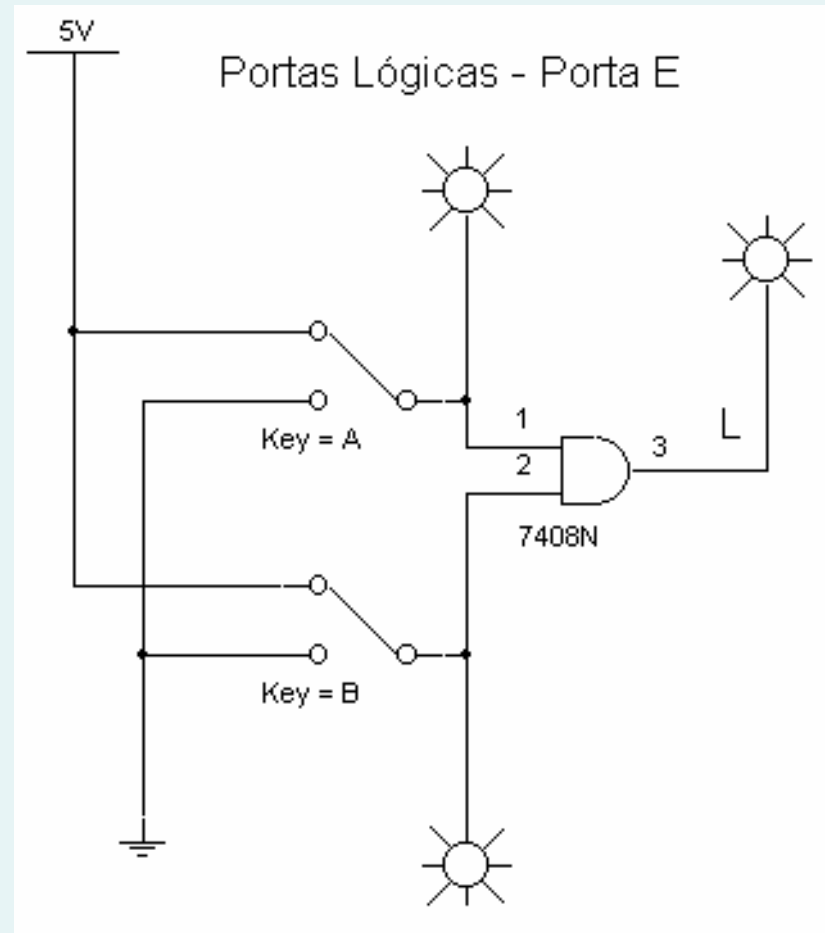 5V
Portas Lógicas - Porta E
Key = A
1
2
3
L
7408N
Key = B